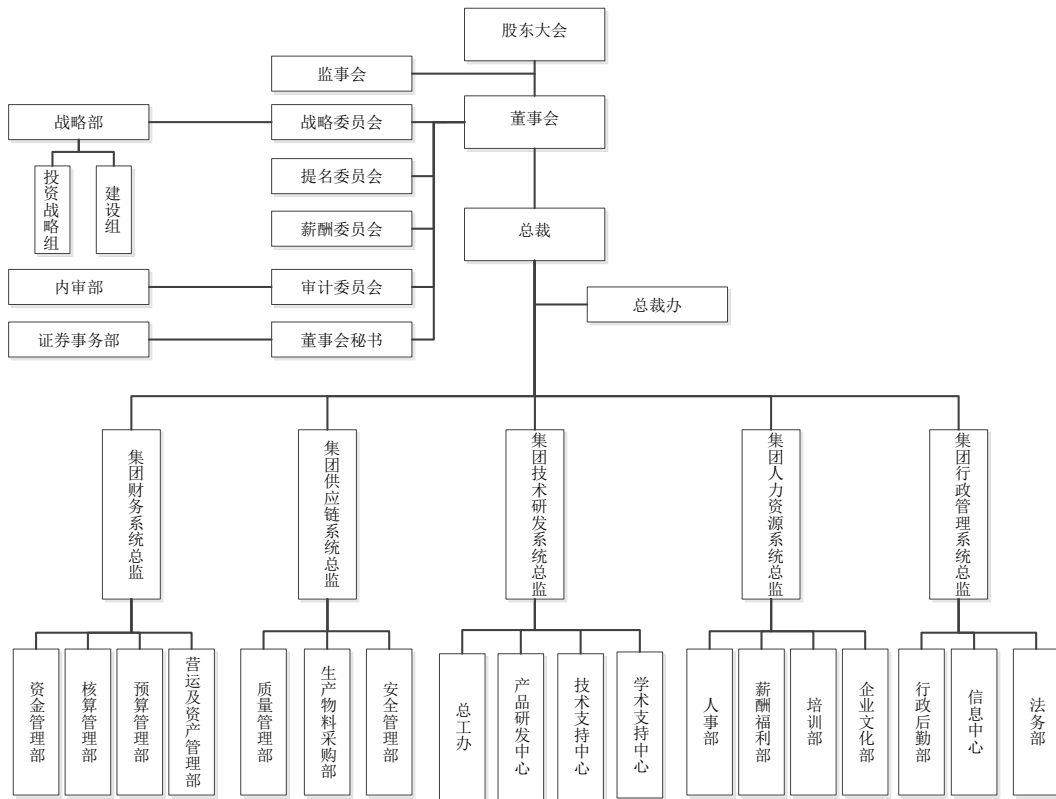 股东大会
监事会
董事会
战略部
战略委员会
投资战略组
建设组
提名委员会
薪酬委员会
总裁
内审部
审计委员会
总裁办
证券事务部
董事会秘书
集团财务系统总监
集团供应链系统总监
集团技术研发系统总监
集团人力资源系统总监
集团行政管理系统总监
资金管理部
核算管理部
预算管理部
营运及资产管理部
质量管理部
生产物料采购部
安全管理部
总工办
产品研发中心
技术支持中心
学术支持中心
人事部
薪酬福利部
培训部
企业文化部
行政后勤部
信息中心
法务部